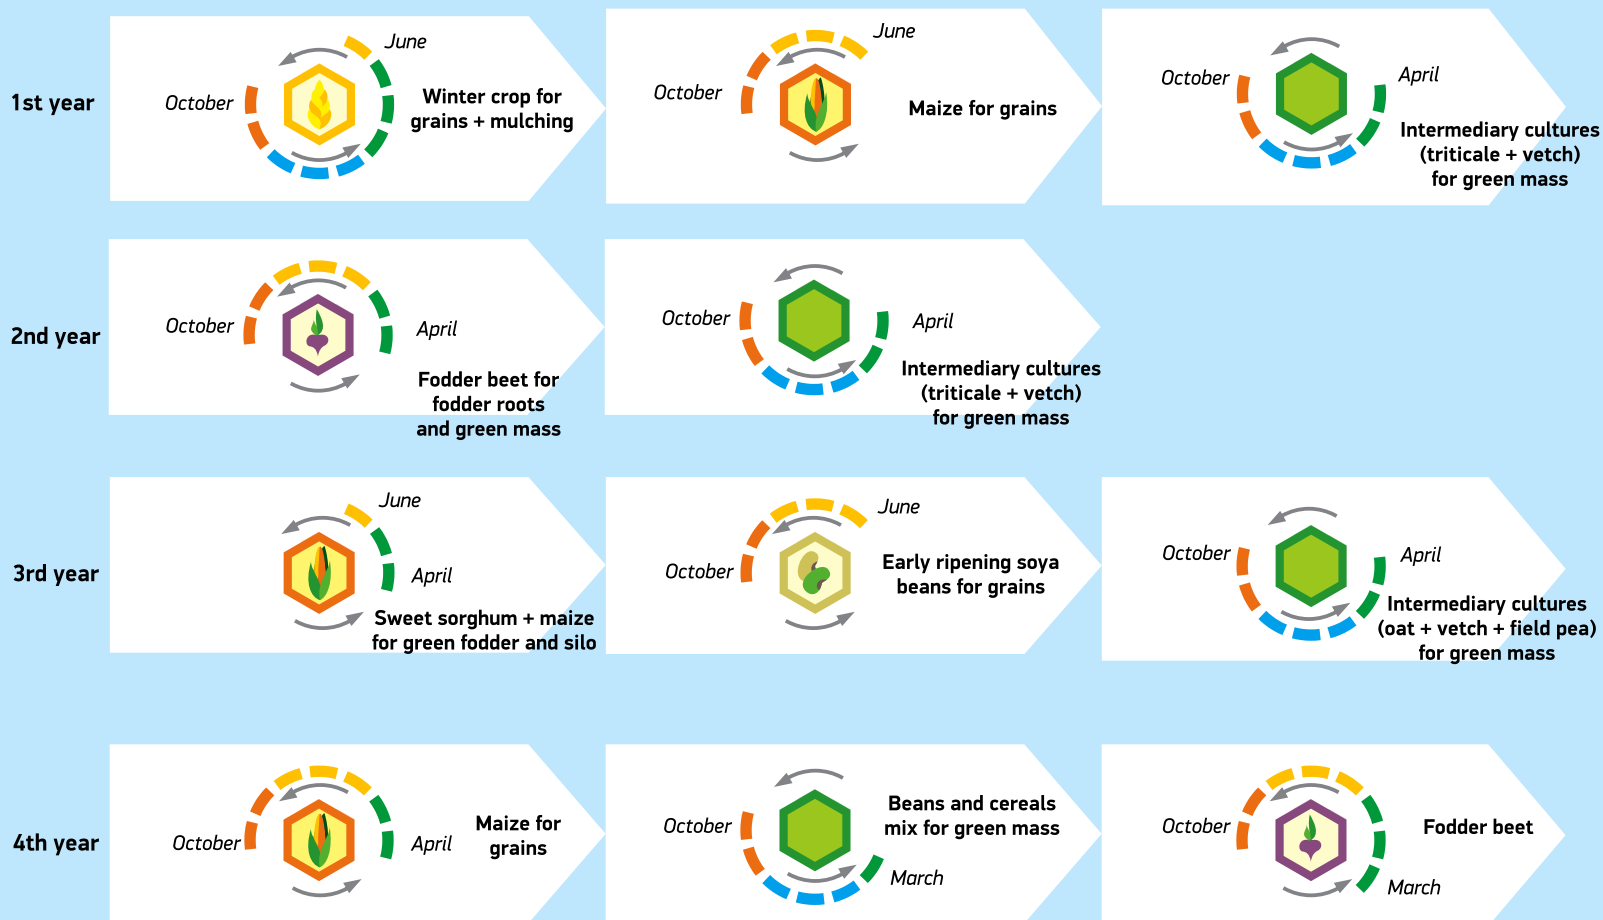 1st year
October
June
Winter crop for
grains + mulching
October
June
Maize for grains
October
April
Intermediary cultures
(triticale + vetch)
for green mass
2nd year
October
April
Fodder beet for
fodder roots
and green mass
October
April
Intermediary cultures
(triticale + vetch)
for green mass
3rd year
June
April
Sweet sorghum + maize
for green fodder and silo
June
October
Early ripening soya
beans for grains
October
April
Intermediary cultures
(oat + vetch + field pea)
for green mass
4th year
October
April
Maize for
grains
October
Beans and cereals
mix for green mass
March
October
Fodder beet
March